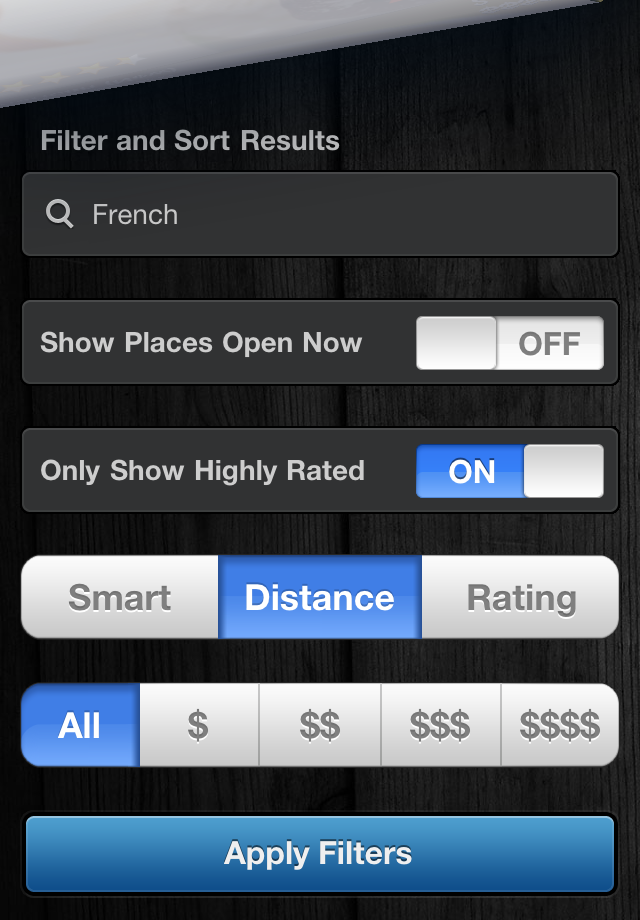 Filter and Sort Results
French
Show Places Open Now OFF
Only Show Highly Rated ON
Smart Distance Rating
All $ $$ $$$ $$$$
Apply Filters